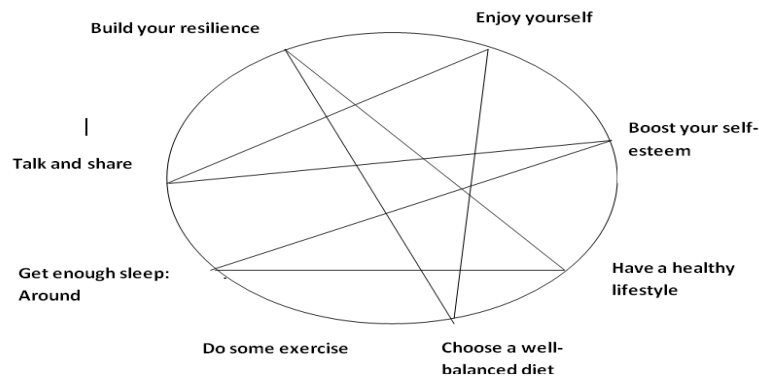 Enjoy yourself
Build your resilience
Boost your self-
esteem
Talk and share
Get enough sleep:
Around
Have a healthy
lifestyle
Do some exercise
Choose a well-
balanced diet